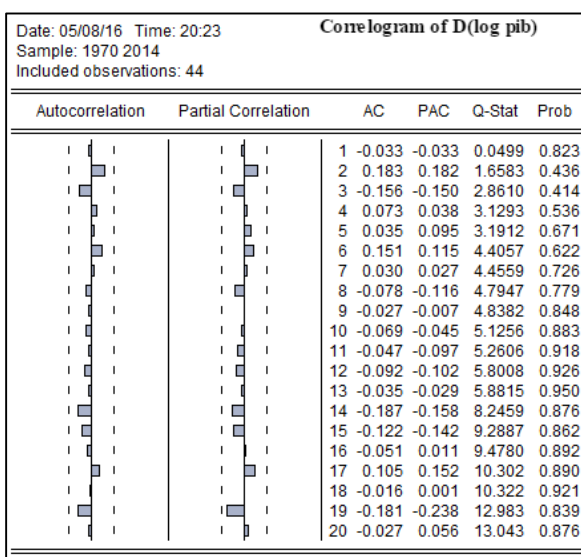 Date: 05/08/16 Time: 20:23 Correlogram of D(log pib)
Sample: 1970 2014
Included observations: 44
Autocorrelation Partial Correlation AC PAC Q-Stat Prob
1 -0.033 -0.033 0.0499 0.823
2 0.183 0.182 1.6583 0.436
3 -0.156 -0.150 2.8610 0.414
4 0.073 0.038 3.1293 0.536
5 0.035 0.095 3.1912 0.671
6 0.151 0.115 4.4057 0.622
7 0.030 0.027 4.4559 0.726
8 -0.078 -0.116 4.7947 0.779
9 -0.027 -0.007 4.8382 0.848
10 -0.069 -0.045 5.1256 0.883
11 -0.047 -0.097 5.2606 0.918
12 -0.092 -0.102 5.8008 0.926
13 -0.035 -0.029 5.8815 0.950
14 -0.187 -0.158 8.2459 0.876
15 -0.122 -0.142 9.2887 0.862
16 -0.051 0.011 9.4780 0.892
17 0.105 0.152 10.302 0.890
18 -0.016 0.001 10.322 0.921
19 -0.181 -0.238 12.983 0.839
20 -0.027 0.056 13.043 0.876